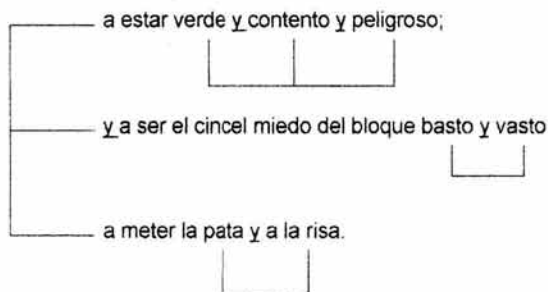 a estar verde y contento y peligroso;
y a ser el cincel miedo del bloque basto y vasto
a meter la pata y a la risa.